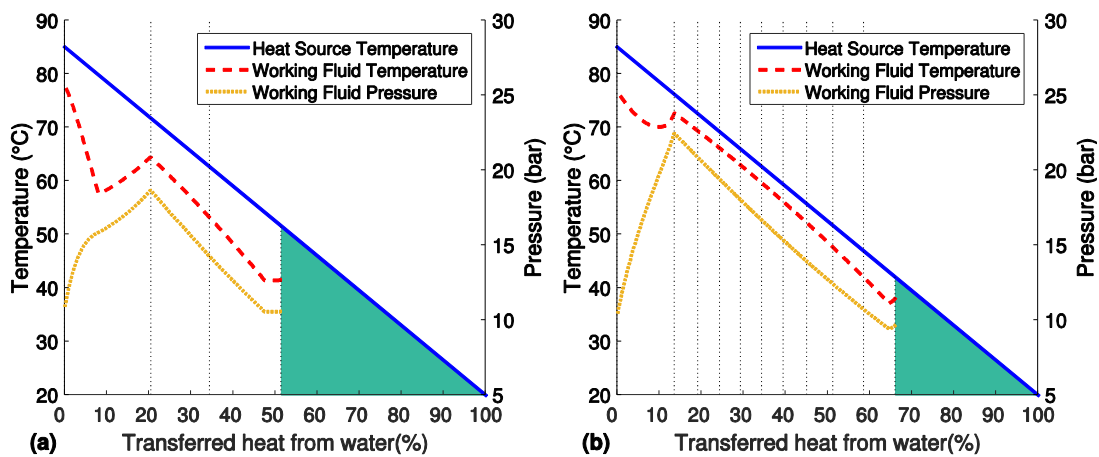 90
80
70
60
50
40
30
20
Temperature (°C)
30
25
20
15
10
5
Pressure (bar)
Heat Source Temperature
Working Fluid Temperature
Working Fluid Pressure
0 10 20 30 40 50 60 70 80 90 100
(a) Transferred heat from water(%)
90
80
70
60
50
40
30
20
Temperature (°C)
30
25
20
15
10
5
Pressure (bar)
Heat Source Temperature
Working Fluid Temperature
Working Fluid Pressure
0 10 20 30 40 50 60 70 80 90 100
(b) Transferred heat from water(%)